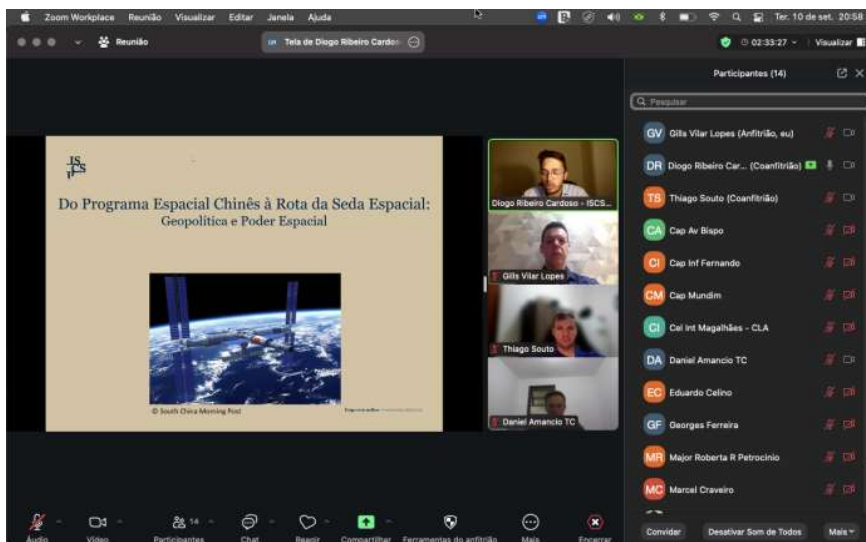 Zoom Workplace Reunião Visualizar Editar Janela Ajuda
Ter. 10 de set. 20:58
Reunião
Tela de Diogo Ribeiro Cardos
02:33:27
Visualizar
IS
CS
P
Do Programa Espacial Chinês à Rota da Seda Espacial:
Geopolítica e Poder Espacial
© South China Morning Post
Diogo Ribeiro Cardoso - ISCS...
Gills Vilar Lopes
Thiago Souto
Daniel Amancio TC
Participantes (14)
Pesquisar
GV Gills Vilar Lopes (Anfitrião, eu)
DR Diogo Ribeiro Car... (Coanfitrião)
TS Thiago Souto (Coanfitrião)
CA Cap Av Bispo
CI Cap Inf Fernando
CM Cap Mundim
CI Cel Int Magalhães - CLA
DA Daniel Amancio TC
EC Eduardo Celino
GF Georges Ferreira
MR Major Roberta R Petrocinio
MC Marcel Craveiro
Convidar Desativar Som de Todos Mais
Áudio Vídeo Participantes 14 Chat Reagir Compartilhar Ferramentas do anfitrião Mais Encerrar